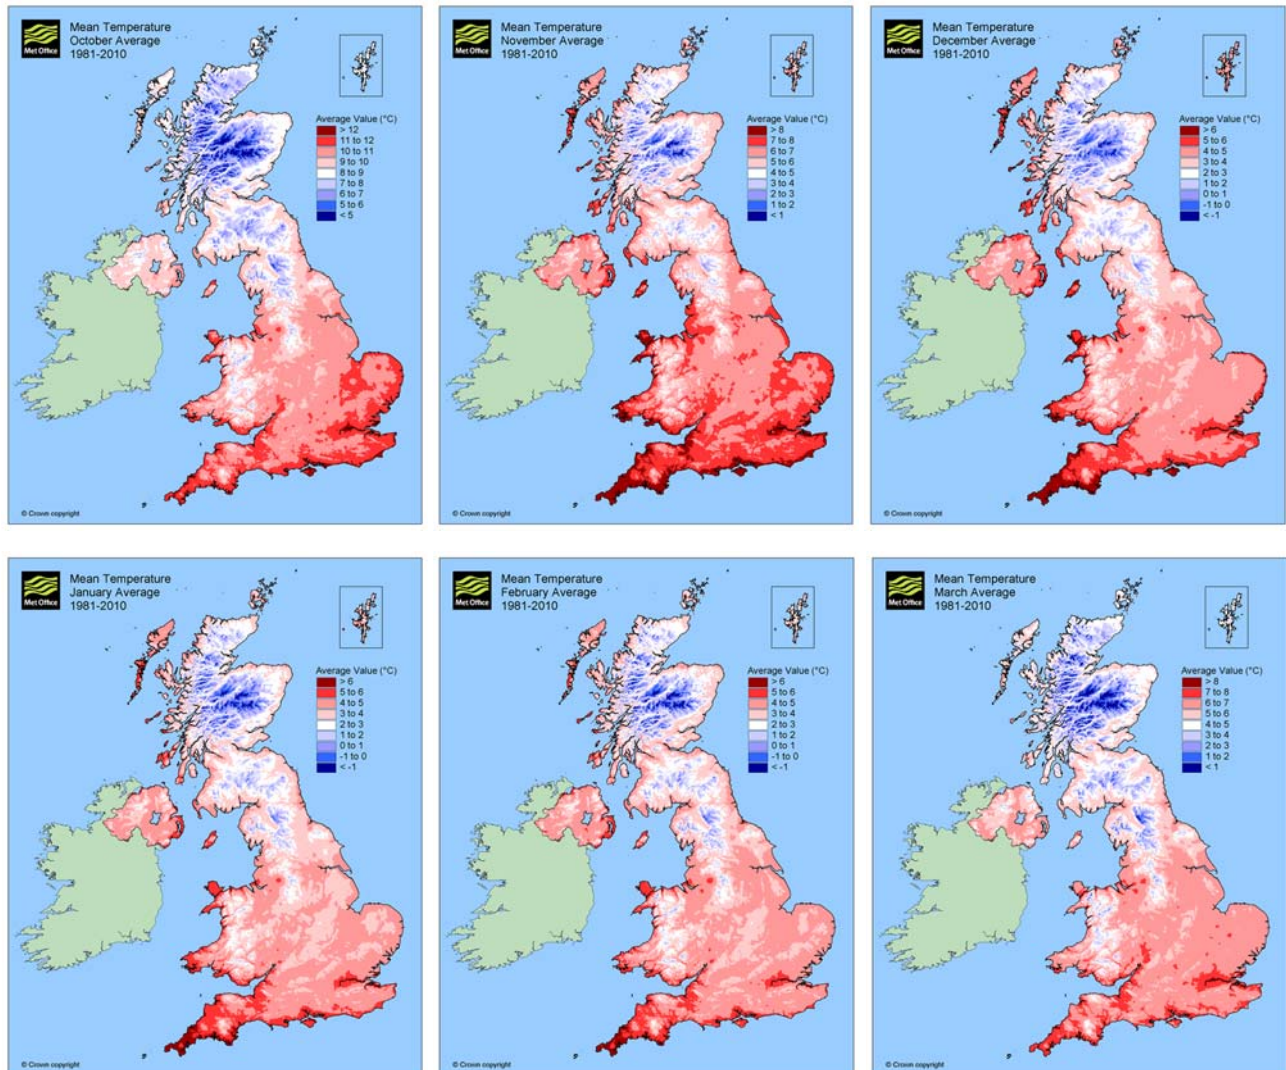 Met Office
Mean Temperature
October Average
1981-2010
Average Value (°C)
> 12
11 to 12
10 to 11
9 to 10
8 to 9
7 to 8
6 to 7
5 to 6
< 5
© Crown copyright
Met Office
Mean Temperature
November Average
1981-2010
Average Value (°C)
> 8
7 to 8
6 to 7
5 to 6
4 to 5
3 to 4
2 to 3
1 to 2
< 1
© Crown copyright
Met Office
Mean Temperature
December Average
1981-2010
Average Value (°C)
> 6
5 to 6
4 to 5
3 to 4
2 to 3
1 to 2
0 to 1
-1 to 0
< -1
© Crown copyright
Met Office
Mean Temperature
January Average
1981-2010
Average Value (°C)
> 6
5 to 6
4 to 5
3 to 4
2 to 3
1 to 2
0 to 1
-1 to 0
< -1
© Crown copyright
Met Office
Mean Temperature
February Average
1981-2010
Average Value (°C)
> 6
5 to 6
4 to 5
3 to 4
2 to 3
1 to 2
0 to 1
-1 to 0
< -1
© Crown copyright
Met Office
Mean Temperature
March Average
1981-2010
Average Value (°C)
> 8
7 to 8
6 to 7
5 to 6
4 to 5
3 to 4
2 to 3
1 to 2
< 1
© Crown copyright